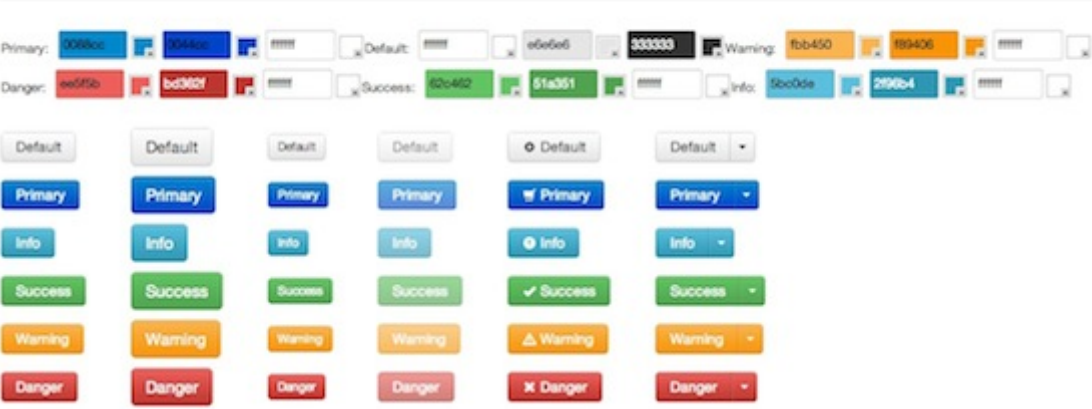 Primary: 0088cc 0044cc ffffff Default: ffffff e6e6e6 333333 Warning: fbb450 f89406 ffffff
Danger: ee5f5b bd362f ffffff Success: 62c462 51a351 ffffff Info: 5bc0de 2f96b4 ffffff
Default Default Default Default Default Default
Primary Primary Primary Primary Primary Primary
Info Info Info Info Info Info
Success Success Success Success Success Success
Warning Warning Warning Warning Warning Warning
Danger Danger Danger Danger Danger Danger